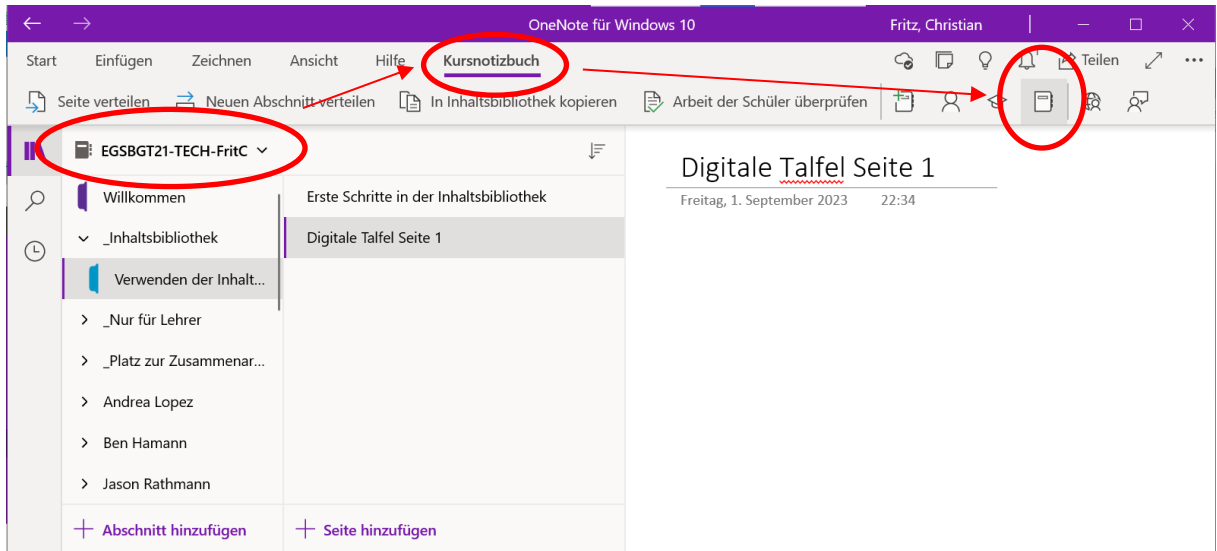 OneNote für Windows 10
Fritz, Christian
Start Einfügen Zeichnen Ansicht Hilfe Kursnotizbuch Teilen
Seite verteilen Neuen Abschnitt verteilen In Inhaltsbibliothek kopieren Arbeit der Schüler überprüfen
EGSBGT21-TECH-FritC
Willkommen
_Inhaltsbibliothek
Verwenden der Inhalt...
_Nur für Lehrer
_Platz zur Zusammenar...
Andrea Lopez
Ben Hamann
Jason Rathmann
Abschnitt hinzufügen
Erste Schritte in der Inhaltsbibliothek
Digitale Talfel Seite 1
Seite hinzufügen
Digitale Talfel Seite 1
Freitag, 1. September 2023 22:34